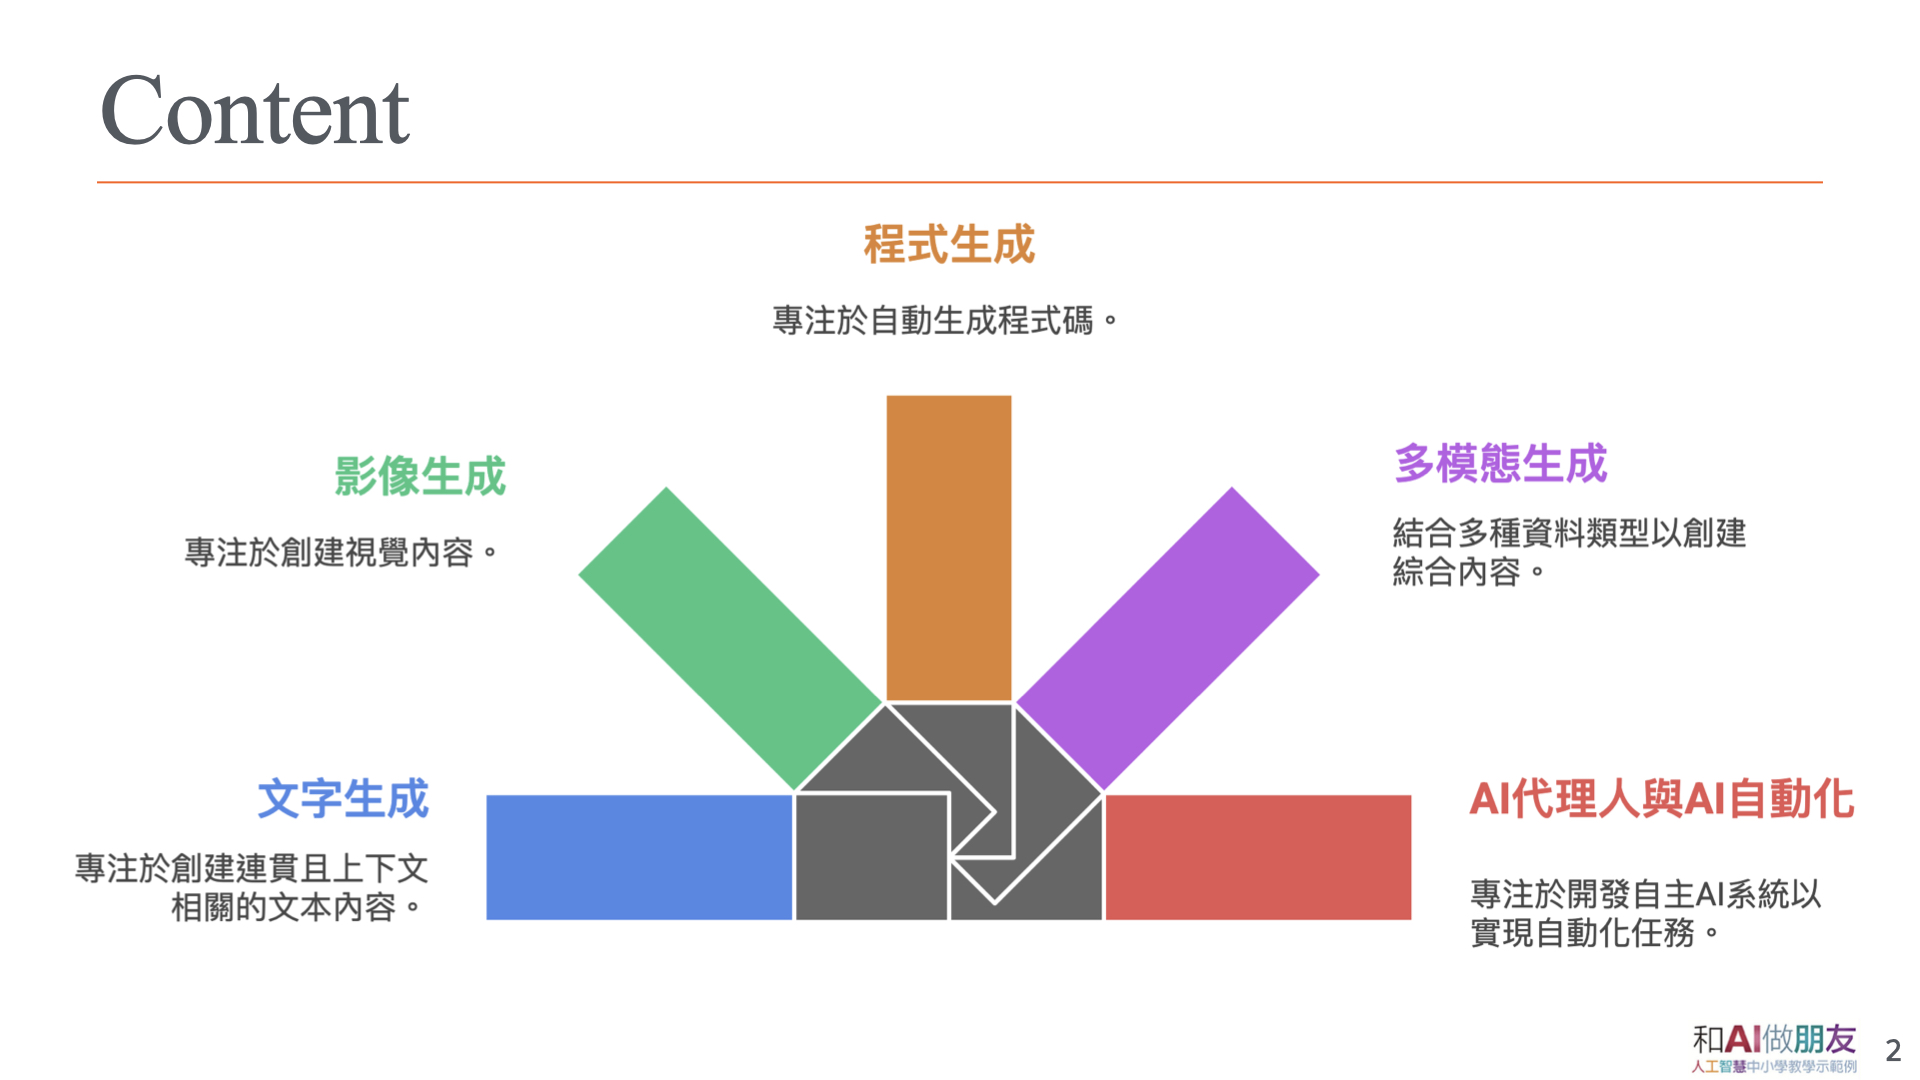 Content
程式生成
專注於自動生成程式碼。
影像生成
專注於創建視覺內容。
多模態生成
結合多種資料類型以創建
綜合內容。
文字生成
專注於創建連貫且上下文
相關的文本內容。
AI代理人與AI自動化
專注於開發自主AI系統以
實現自動化任務。
和AI做朋友
人工智慧中小學教學示範例
2